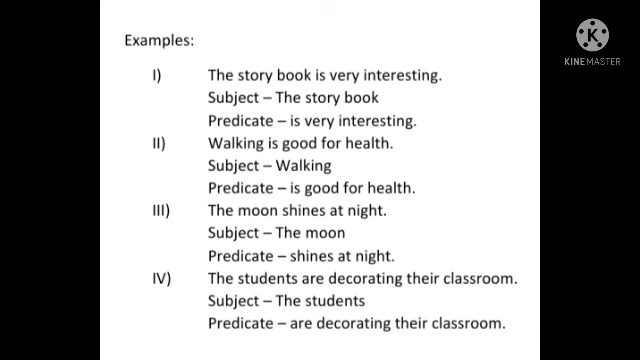 Examples:
K
KINEMASTER
I) The story book is very interesting.
Subject – The story book
Predicate – is very interesting.
II) Walking is good for health.
Subject – Walking
Predicate – is good for health.
III) The moon shines at night.
Subject – The moon
Predicate – shines at night.
IV) The students are decorating their classroom.
Subject – The students
Predicate – are decorating their classroom.